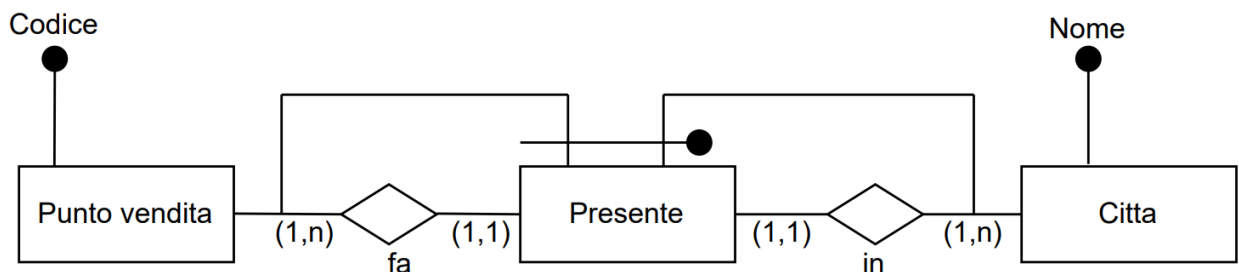 Codice
Nome
Punto vendita
(1,n)
fa
(1,1)
Presente
(1,1)
in
(1,n)
Citta